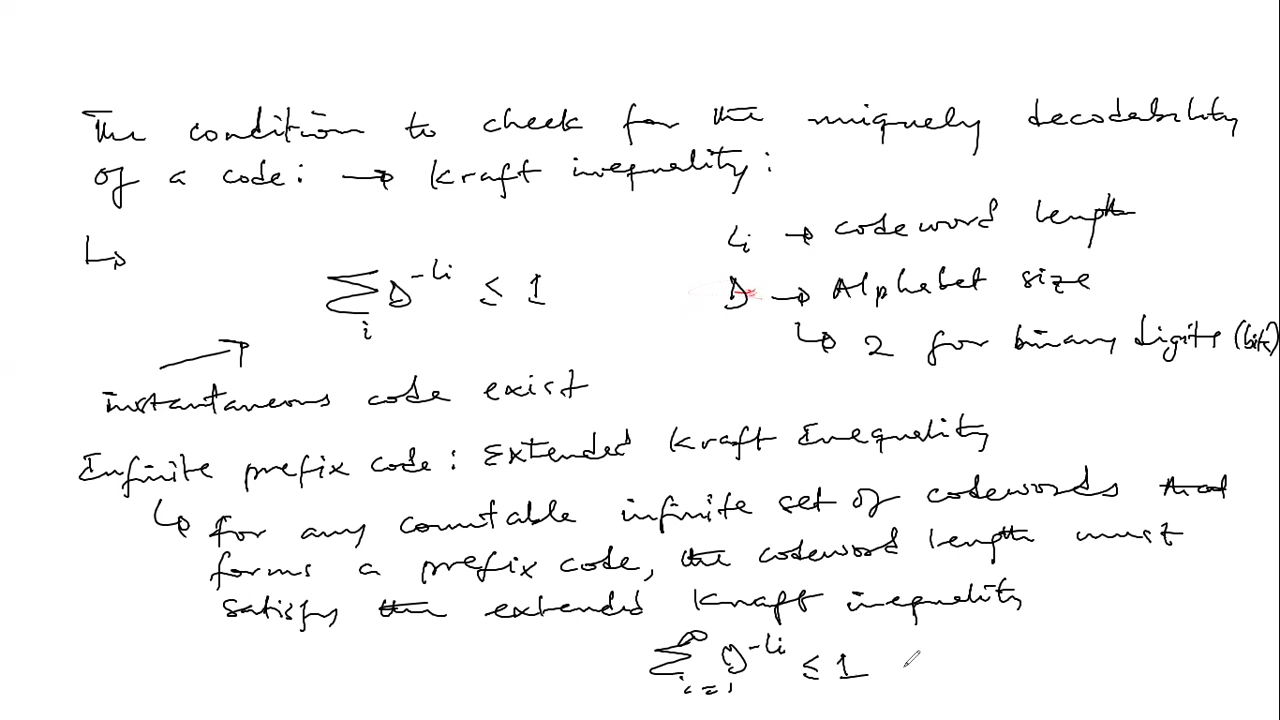 The condition to check for the uniquely decodability
of a code: → Kraft inequality:
Li → codeword length
↳ ∑_i D^{-Li} ≤ 1
D → Alphabet size
↳ 2 for binary digits (bits)
instantaneous code exist
Infinite prefix code: Extended Kraft Inequality
↳ for any countable infinite set of codewords that
forms a prefix code, the codeword length must
satisfy the extended Kraft inequality
∑_{i=1}^{∞} D^{-Li} ≤ 1